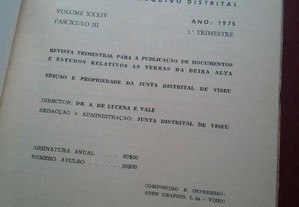 ARQUIVO DISTRITAL
VOLUME XXXIV
FASCICULO III
ANO: 1975
3.º TRIMESTRE
REVISTA TRIMESTRAL PARA A PUBLICAÇÃO DE DOCUMENTOS
E ESTUDOS RELATIVOS ÀS TERRAS DA BEIRA ALTA
EDIÇÃO E PROPRIEDADE DA JUNTA DISTRITAL DE VISEU
DIRECTOR: DR. A. DE LUCENA E VALE
REDACÇÃO E ADMINISTRAÇÃO: JUNTA DISTRITAL DE VISEU
ASSINATURA ANUAL . . . . 80$00
NÚMERO AVULSO . . . . . 20$00
COMPOSIÇÃO E IMPRESSÃO:
EDEN GRÁFICO, L.da — VISEU